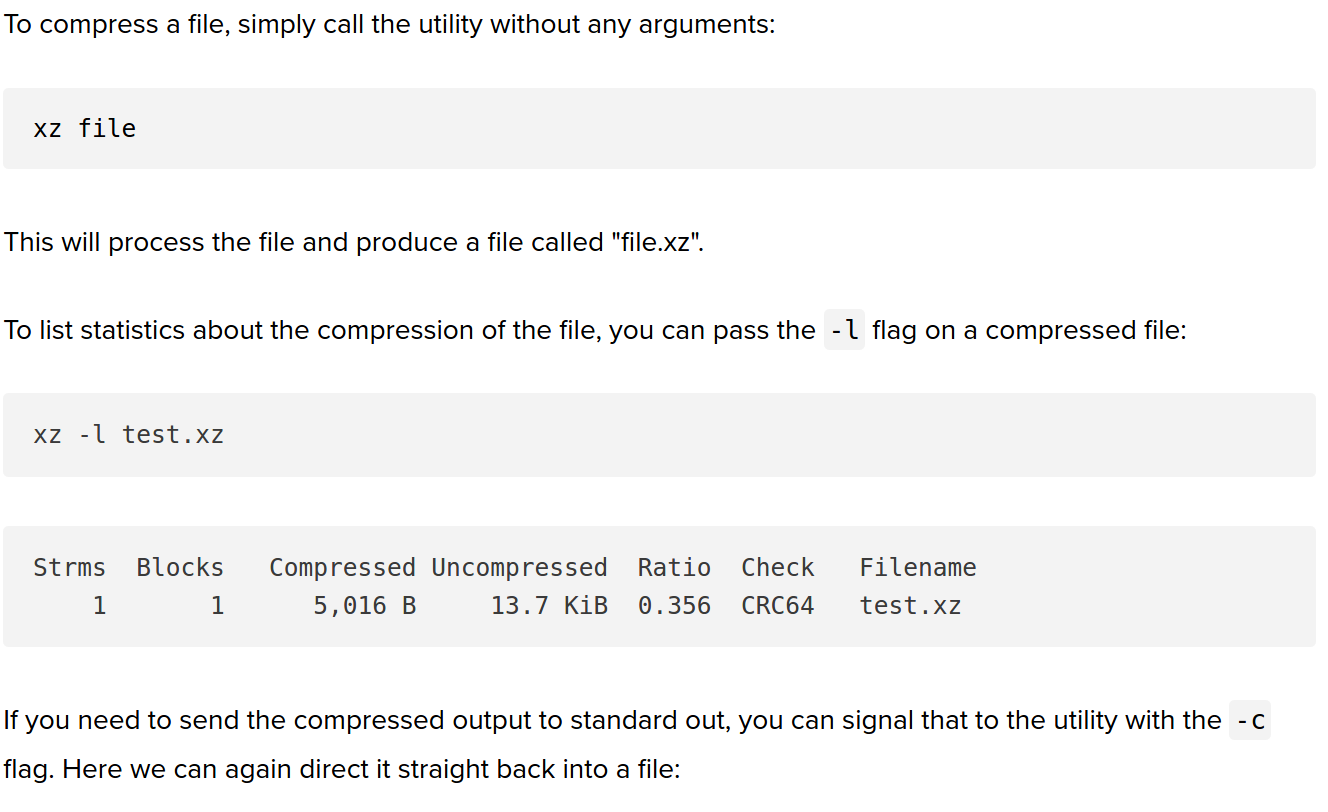 To compress a file, simply call the utility without any arguments:
xz file
This will process the file and produce a file called "file.xz".
To list statistics about the compression of the file, you can pass the -l flag on a compressed file:
xz -l test.xz
Strms  Blocks   Compressed Uncompressed  Ratio  Check   Filename
    1       1      5,016 B     13.7 KiB  0.356  CRC64   test.xz
If you need to send the compressed output to standard out, you can signal that to the utility with the -c
flag. Here we can again direct it straight back into a file: